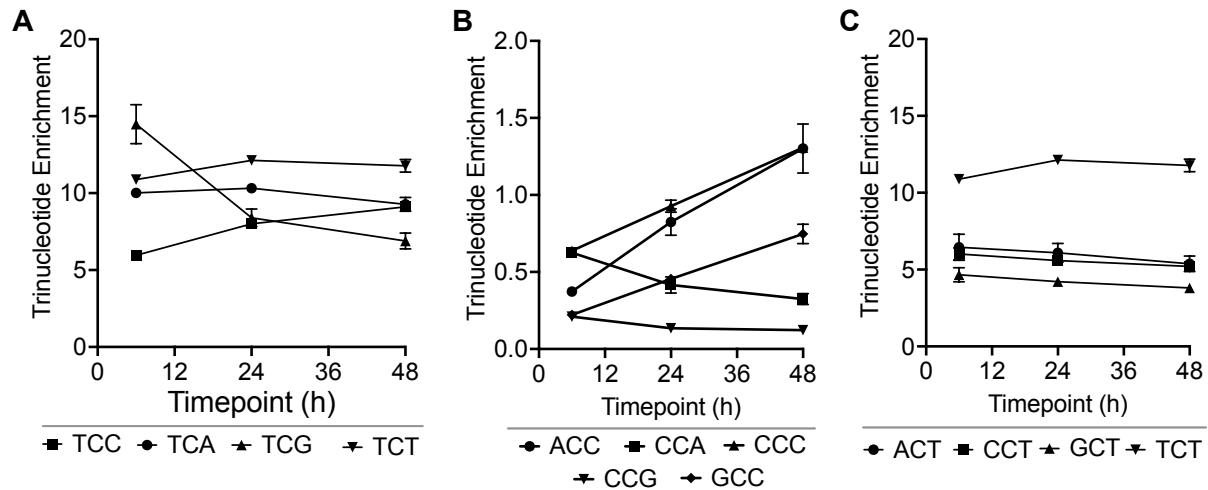 A
Trinucleotide Enrichment
20
15
10
5
0
0 12 24 36 48
Timepoint (h)
TCC TCA TCG TCT
B
Trinucleotide Enrichment
2.0
1.5
1.0
0.5
0.0
0 12 24 36 48
Timepoint (h)
ACC CCA CCC
CCG GCC
C
Trinucleotide Enrichment
20
15
10
5
0
0 12 24 36 48
Timepoint (h)
ACT CCT GCT TCT